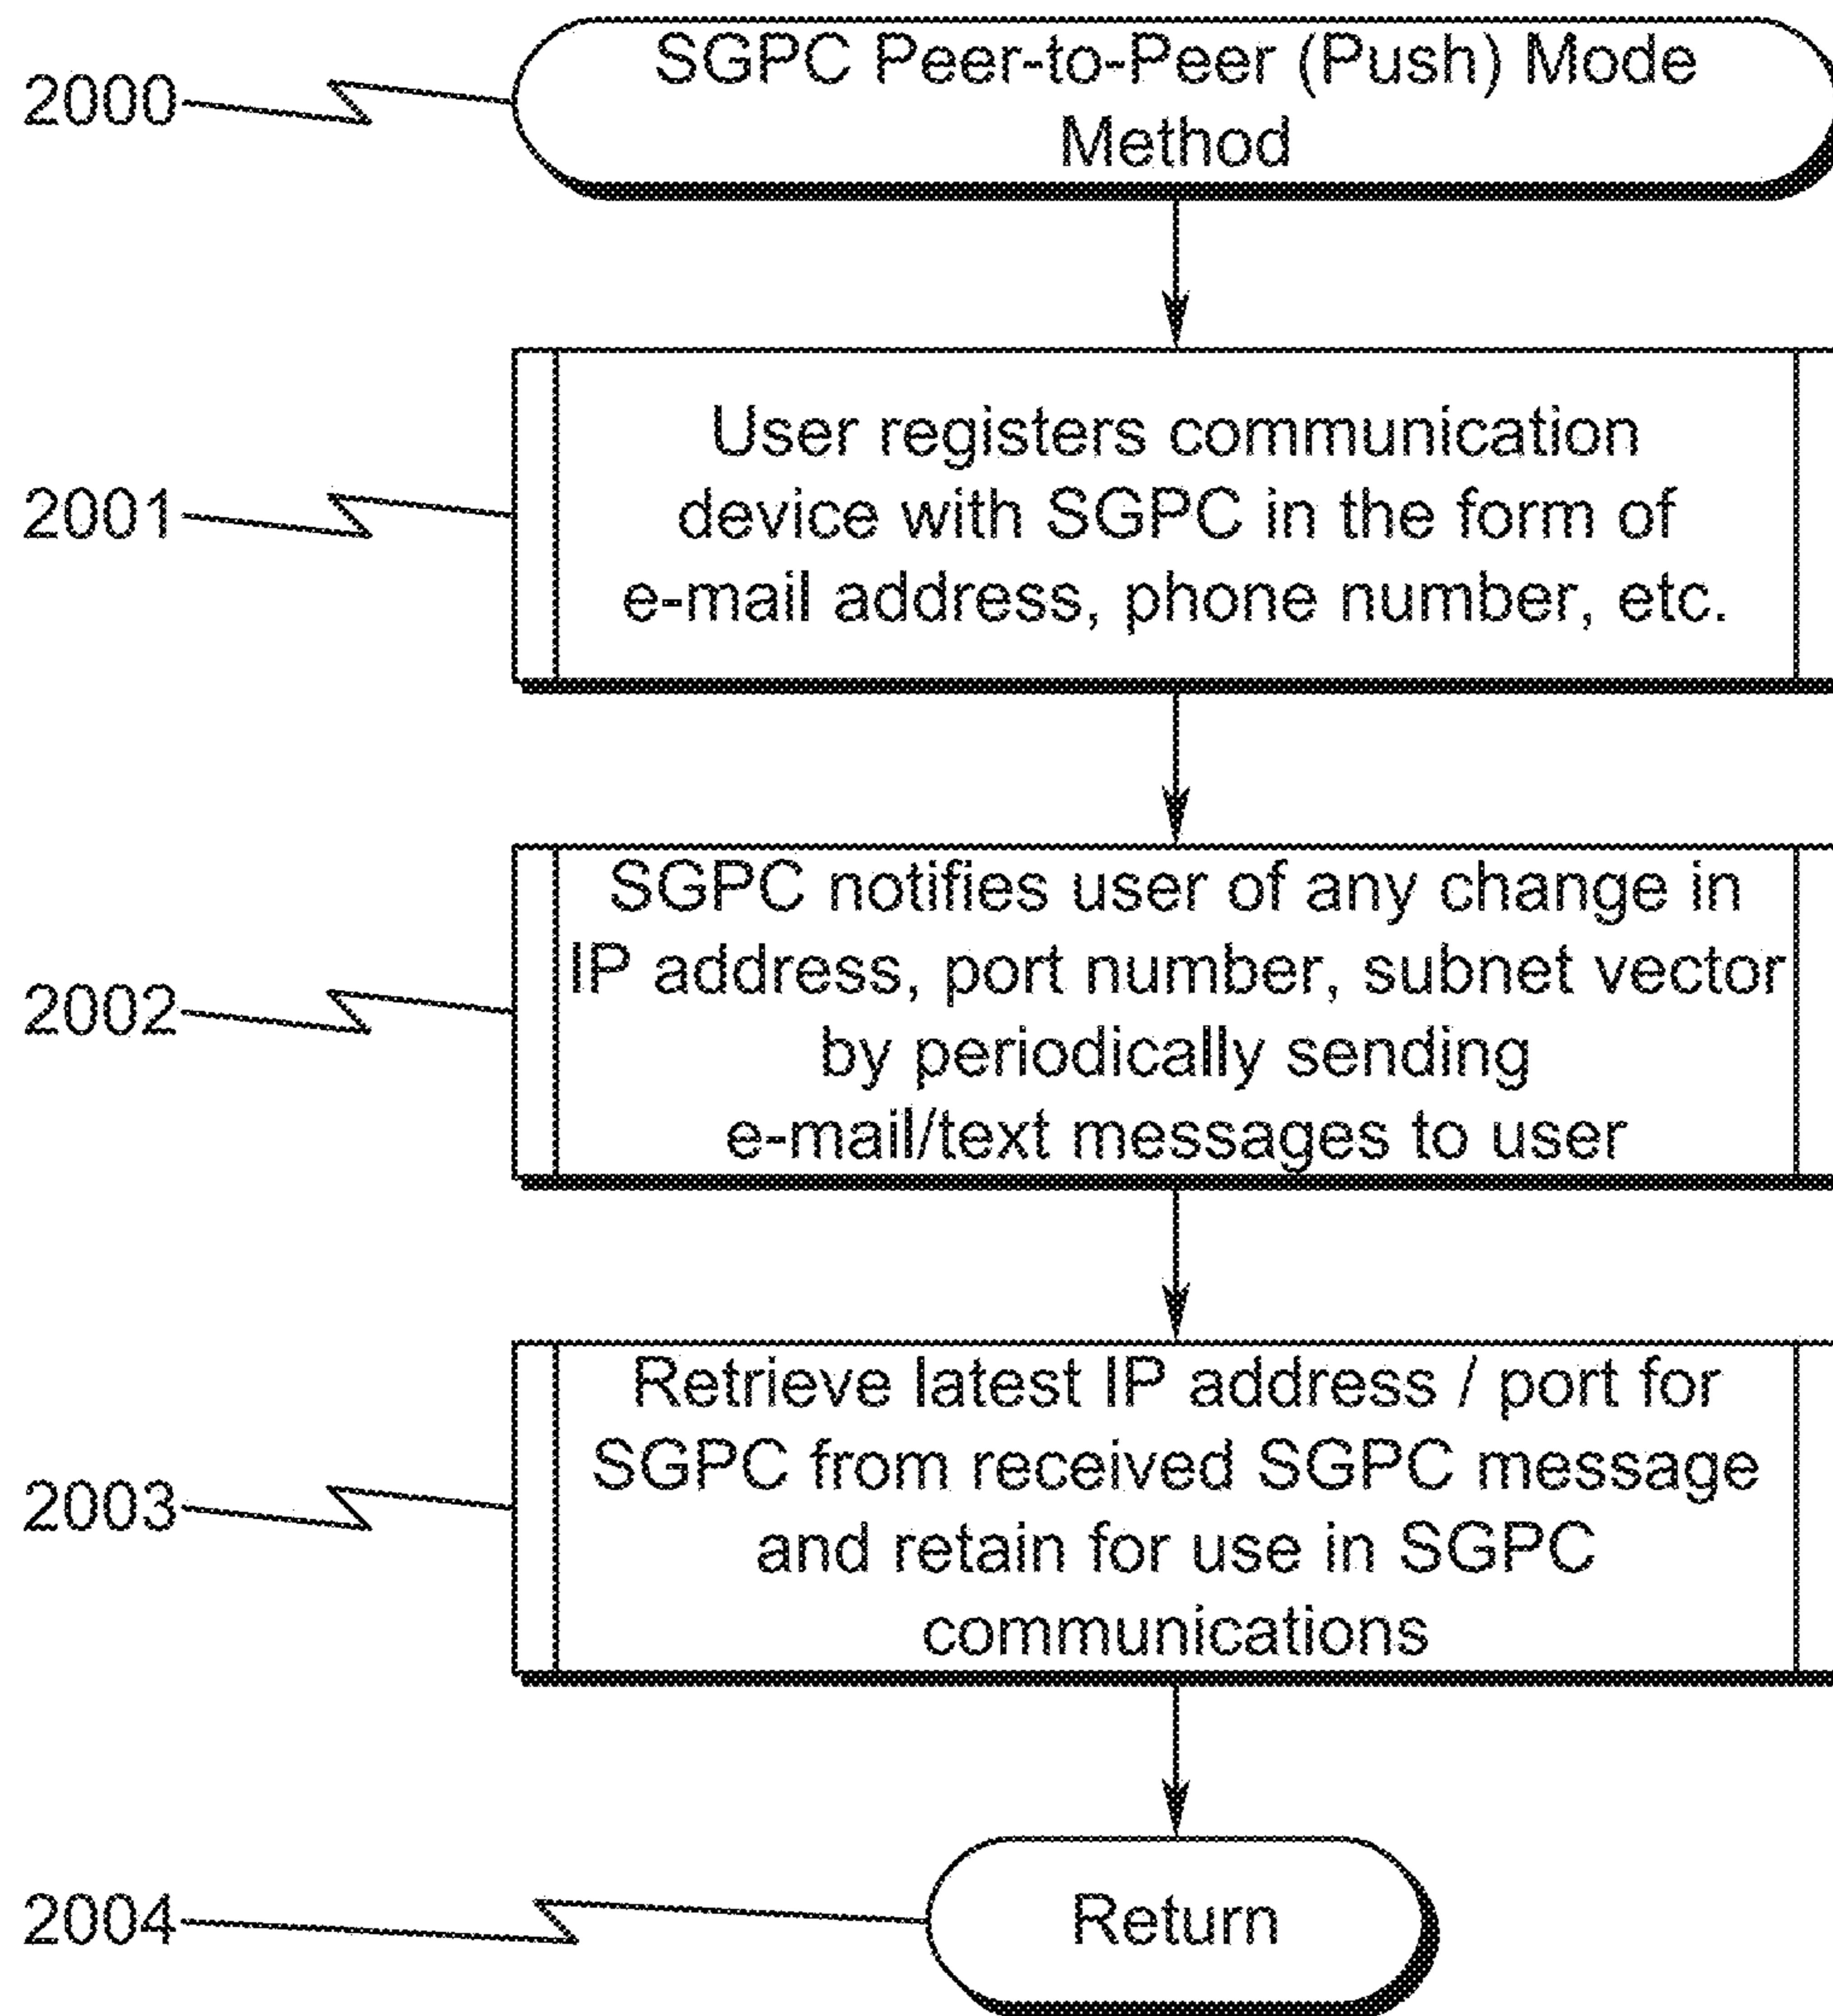 2000
SGPC Peer-to-Peer (Push) Mode
Method
2001
User registers communication
device with SGPC in the form of
e-mail address, phone number, etc.
2002
SGPC notifies user of any change in
IP address, port number, subnet vector
by periodically sending
e-mail/text messages to user
2003
Retrieve latest IP address / port for
SGPC from received SGPC message
and retain for use in SGPC
communications
2004
Return